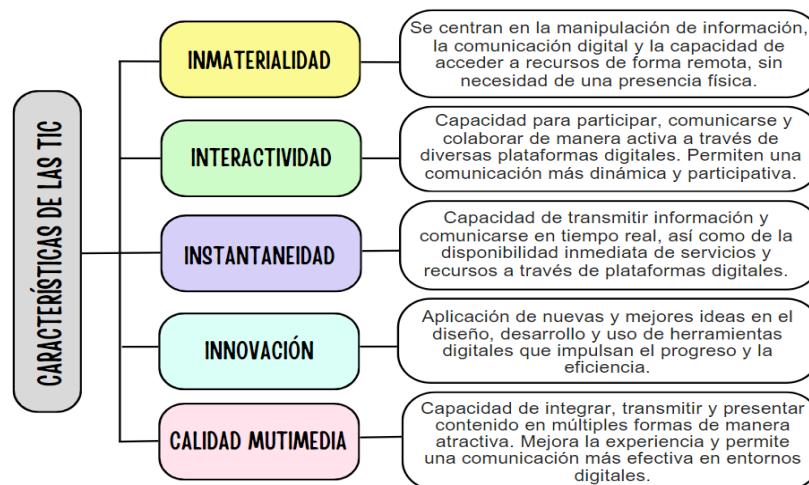 CARACTERÍSTICAS DE LAS TIC
INMATERIALIDAD
Se centran en la manipulación de información,
la comunicación digital y la capacidad de
acceder a recursos de forma remota, sin
necesidad de una presencia física.
INTERACTIVIDAD
Capacidad para participar, comunicarse y
colaborar de manera activa a través de
diversas plataformas digitales. Permiten una
comunicación más dinámica y participativa.
INSTANTANEIDAD
Capacidad de transmitir información y
comunicarse en tiempo real, así como de la
disponibilidad inmediata de servicios y
recursos a través de plataformas digitales.
INNOVACIÓN
Aplicación de nuevas y mejores ideas en el
diseño, desarrollo y uso de herramientas
digitales que impulsan el progreso y la
eficiencia.
CALIDAD MUTIMEDIA
Capacidad de integrar, transmitir y presentar
contenido en múltiples formas de manera
atractiva. Mejora la experiencia y permite
una comunicación más efectiva en entornos
digitales.